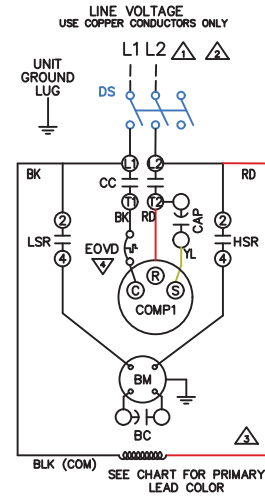 LINE VOLTAGE
USE COPPER CONDUCTORS ONLY
L1 L2 1 2
UNIT
GROUND
LUG
DS
L1 L2
BK RD
CC
T1 T2
BK RD CAP
2 2
LSR EOVD YL HSR
4 4 4
R
C S
COMP1
BM
BC
3
BLK (COM)
SEE CHART FOR PRIMARY
LEAD COLOR